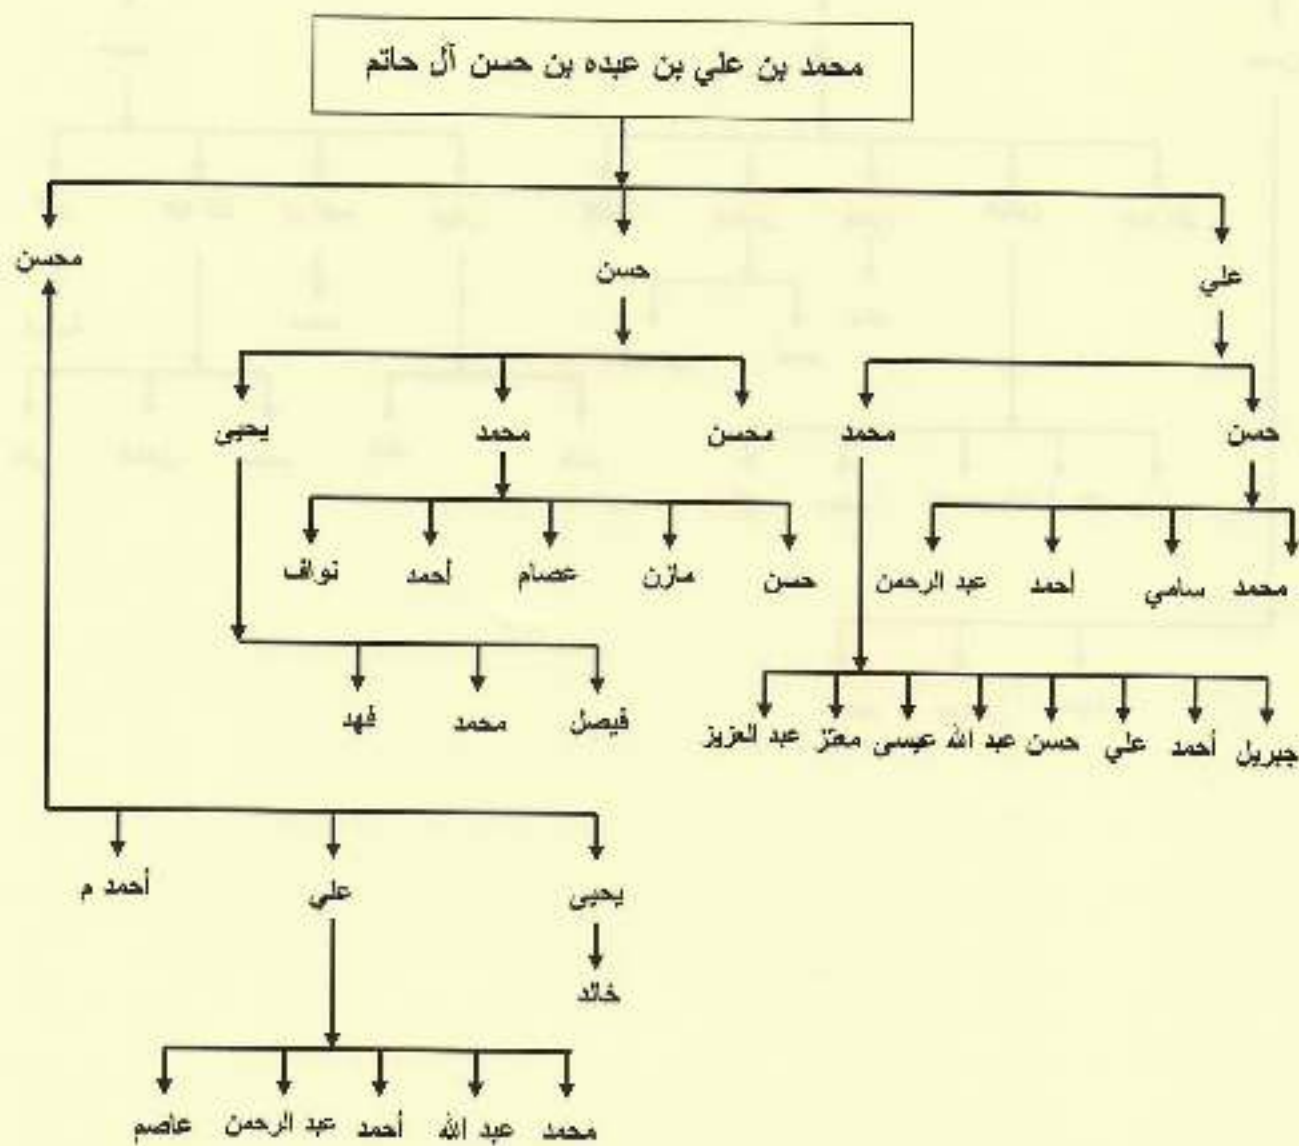 محمد بن علي بن عبده بن حسن آل حاتم
علي حسن محسن
حسن محمد محسن محمد يحيى
محمد سامي أحمد عبد الرحمن حسن مازن عصام أحمد نواف
فيصل محمد فهد
جبريل أحمد علي حسن عبد الله عيسى معتز عبد العزيز
يحيى علي أحمد م
خالد
محمد عبد الله أحمد عبد الرحمن عاصم